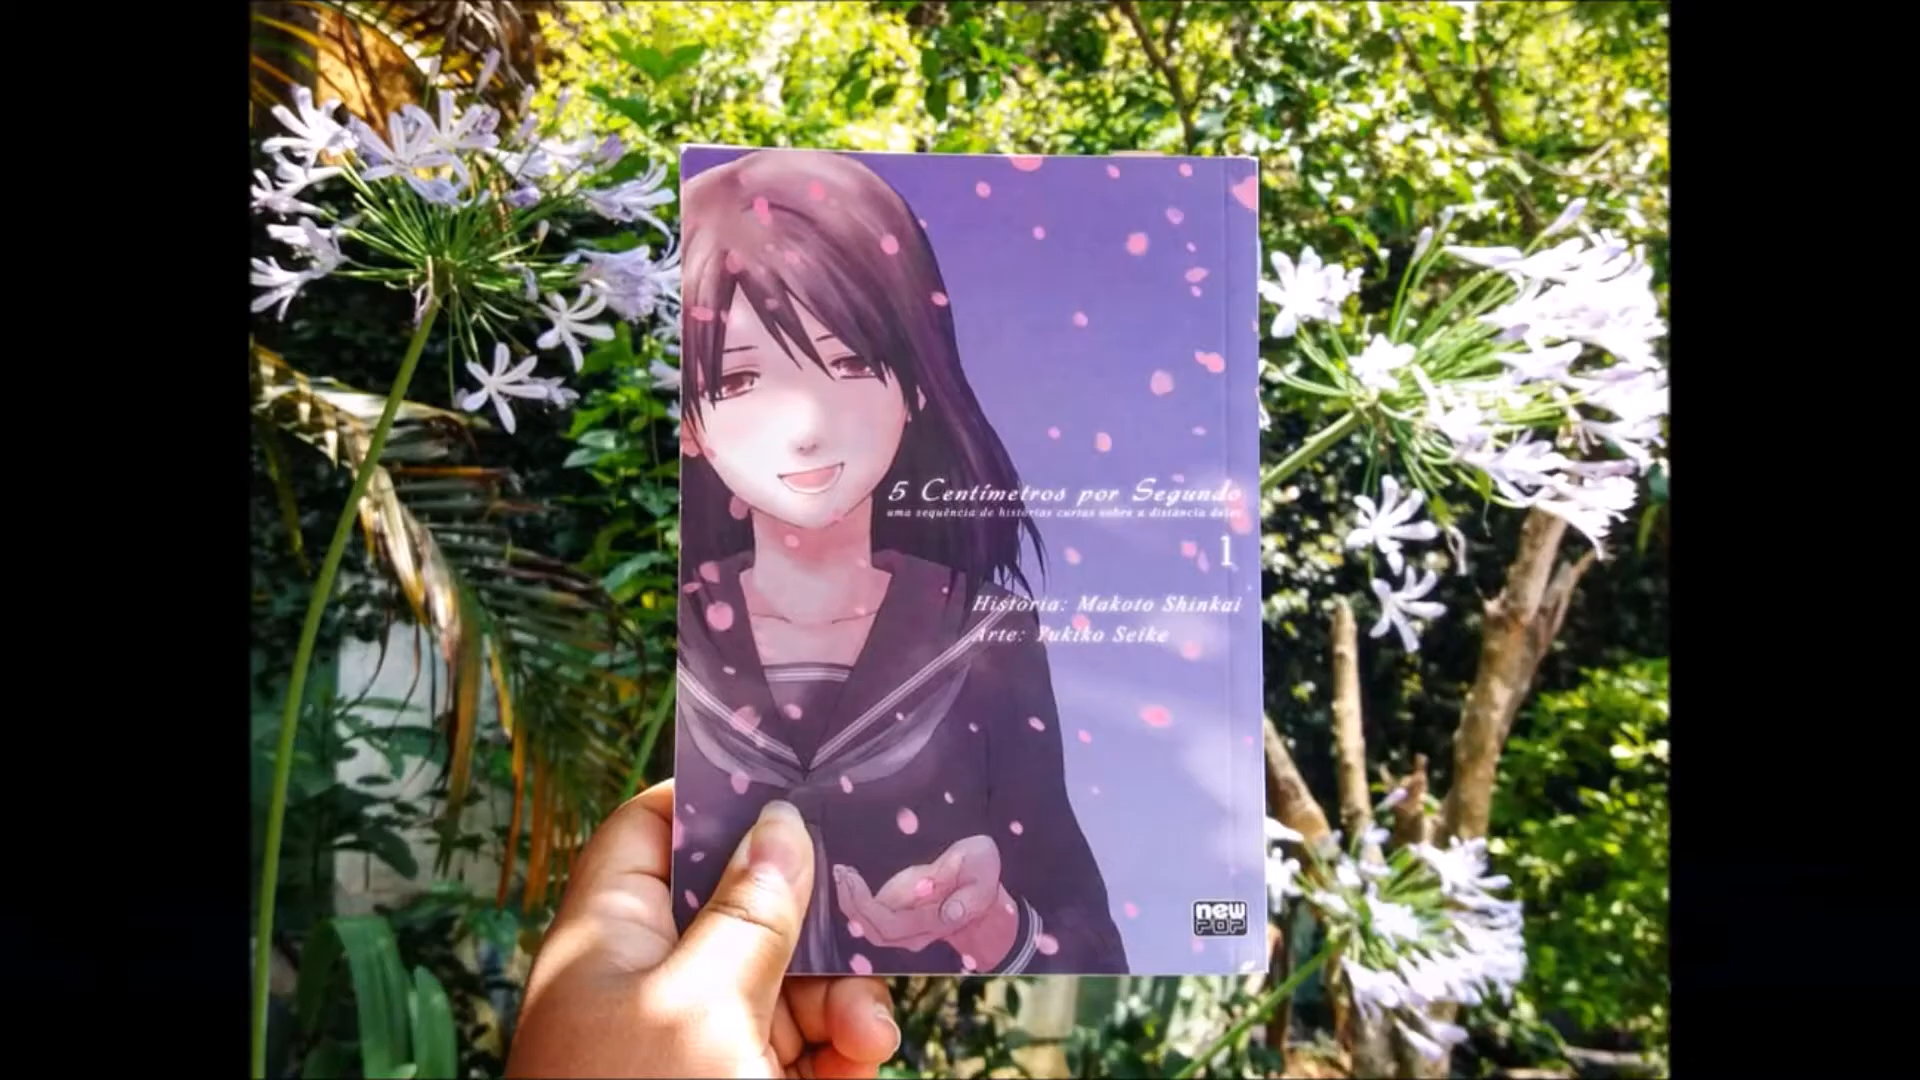 5 Centímetros por Segundo
uma sequência de histórias curtas sobre a distância deles
1
História: Makoto Shinkai
Arte: Yukiko Seike
new
POP